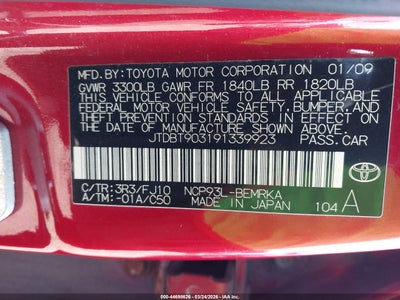 MFD. BY: TOYOTA MOTOR CORPORATION 01/09
GVWR 3300LB GAWR FR 1840LB RR 1820LB
THIS VEHICLE CONFORMS TO ALL APPLICABLE
FEDERAL MOTOR VEHICLE SAFETY, BUMPER, AND
THEFT PREVENTION STANDARDS IN EFFECT ON
THE DATE OF MANUFACTURE SHOWN ABOVE.
JTDBT903191339923 PASS. CAR
C/TR: 3R3/FJ10 NCP93L-BEMRKA
A/TM: -01A/C50 MADE IN JAPAN 104 A
TOYOTA
000-44698626 - 03/24/2026 - IAA Inc.